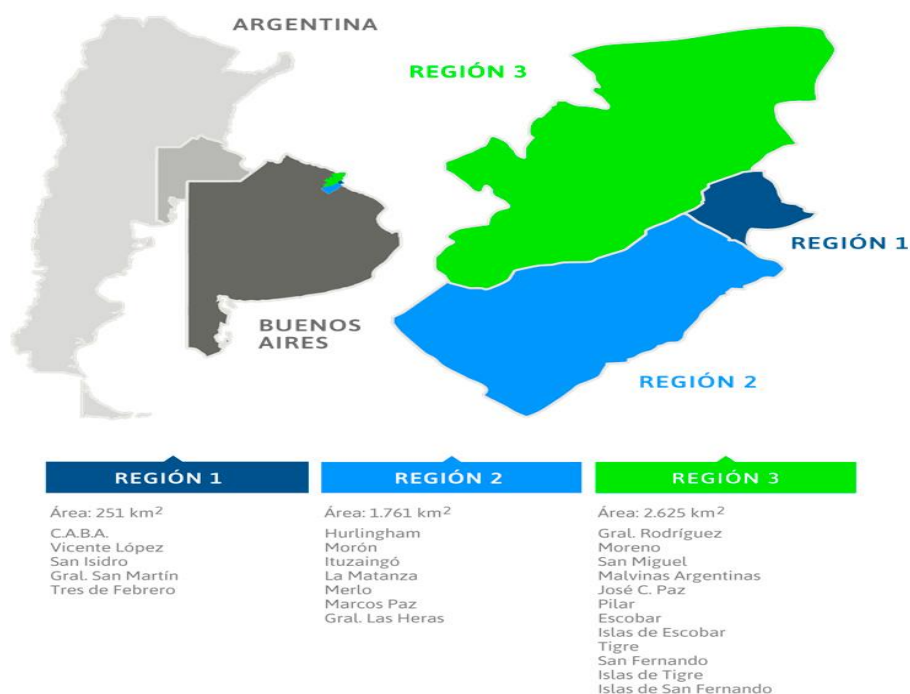 ARGENTINA
REGIÓN 3
REGIÓN 1
BUENOS
AIRES
REGIÓN 2
REGIÓN 1
Área: 251 km²
C.A.B.A.
Vicente López
San Isidro
Gral. San Martín
Tres de Febrero
REGIÓN 2
Área: 1.761 km²
Hurlingham
Morón
Ituzaingó
La Matanza
Merlo
Marcos Paz
Gral. Las Heras
REGIÓN 3
Área: 2.625 km²
Gral. Rodríguez
Moreno
San Miguel
Malvinas Argentinas
José C. Paz
Pilar
Escobar
Islas de Escobar
Tigre
San Fernando
Islas de Tigre
Islas de San Fernando